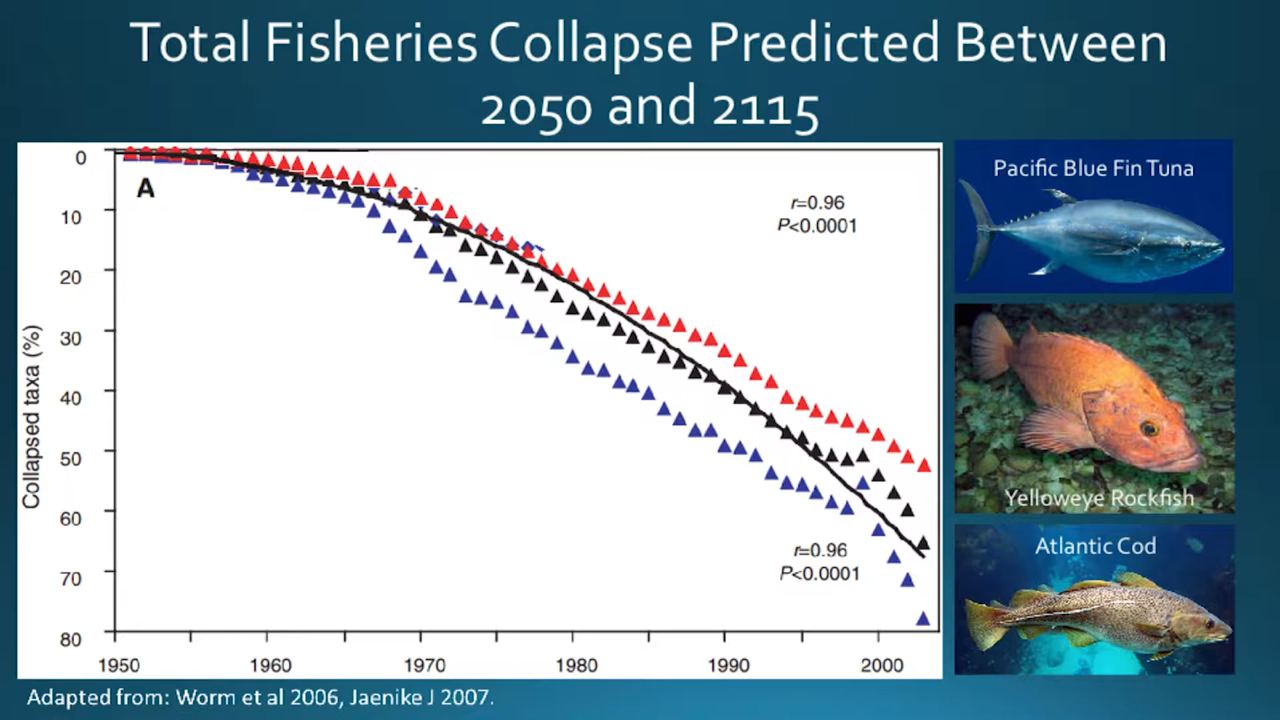 Total Fisheries Collapse Predicted Between
2050 and 2115
A
r=0.96
P<0.0001
r=0.96
P<0.0001
Collapsed taxa (%)
0
10
20
30
40
50
60
70
80
1950 1960 1970 1980 1990 2000
Pacific Blue Fin Tuna
Yelloweye Rockfish
Atlantic Cod
Adapted from: Worm et al 2006, Jaenike J 2007.